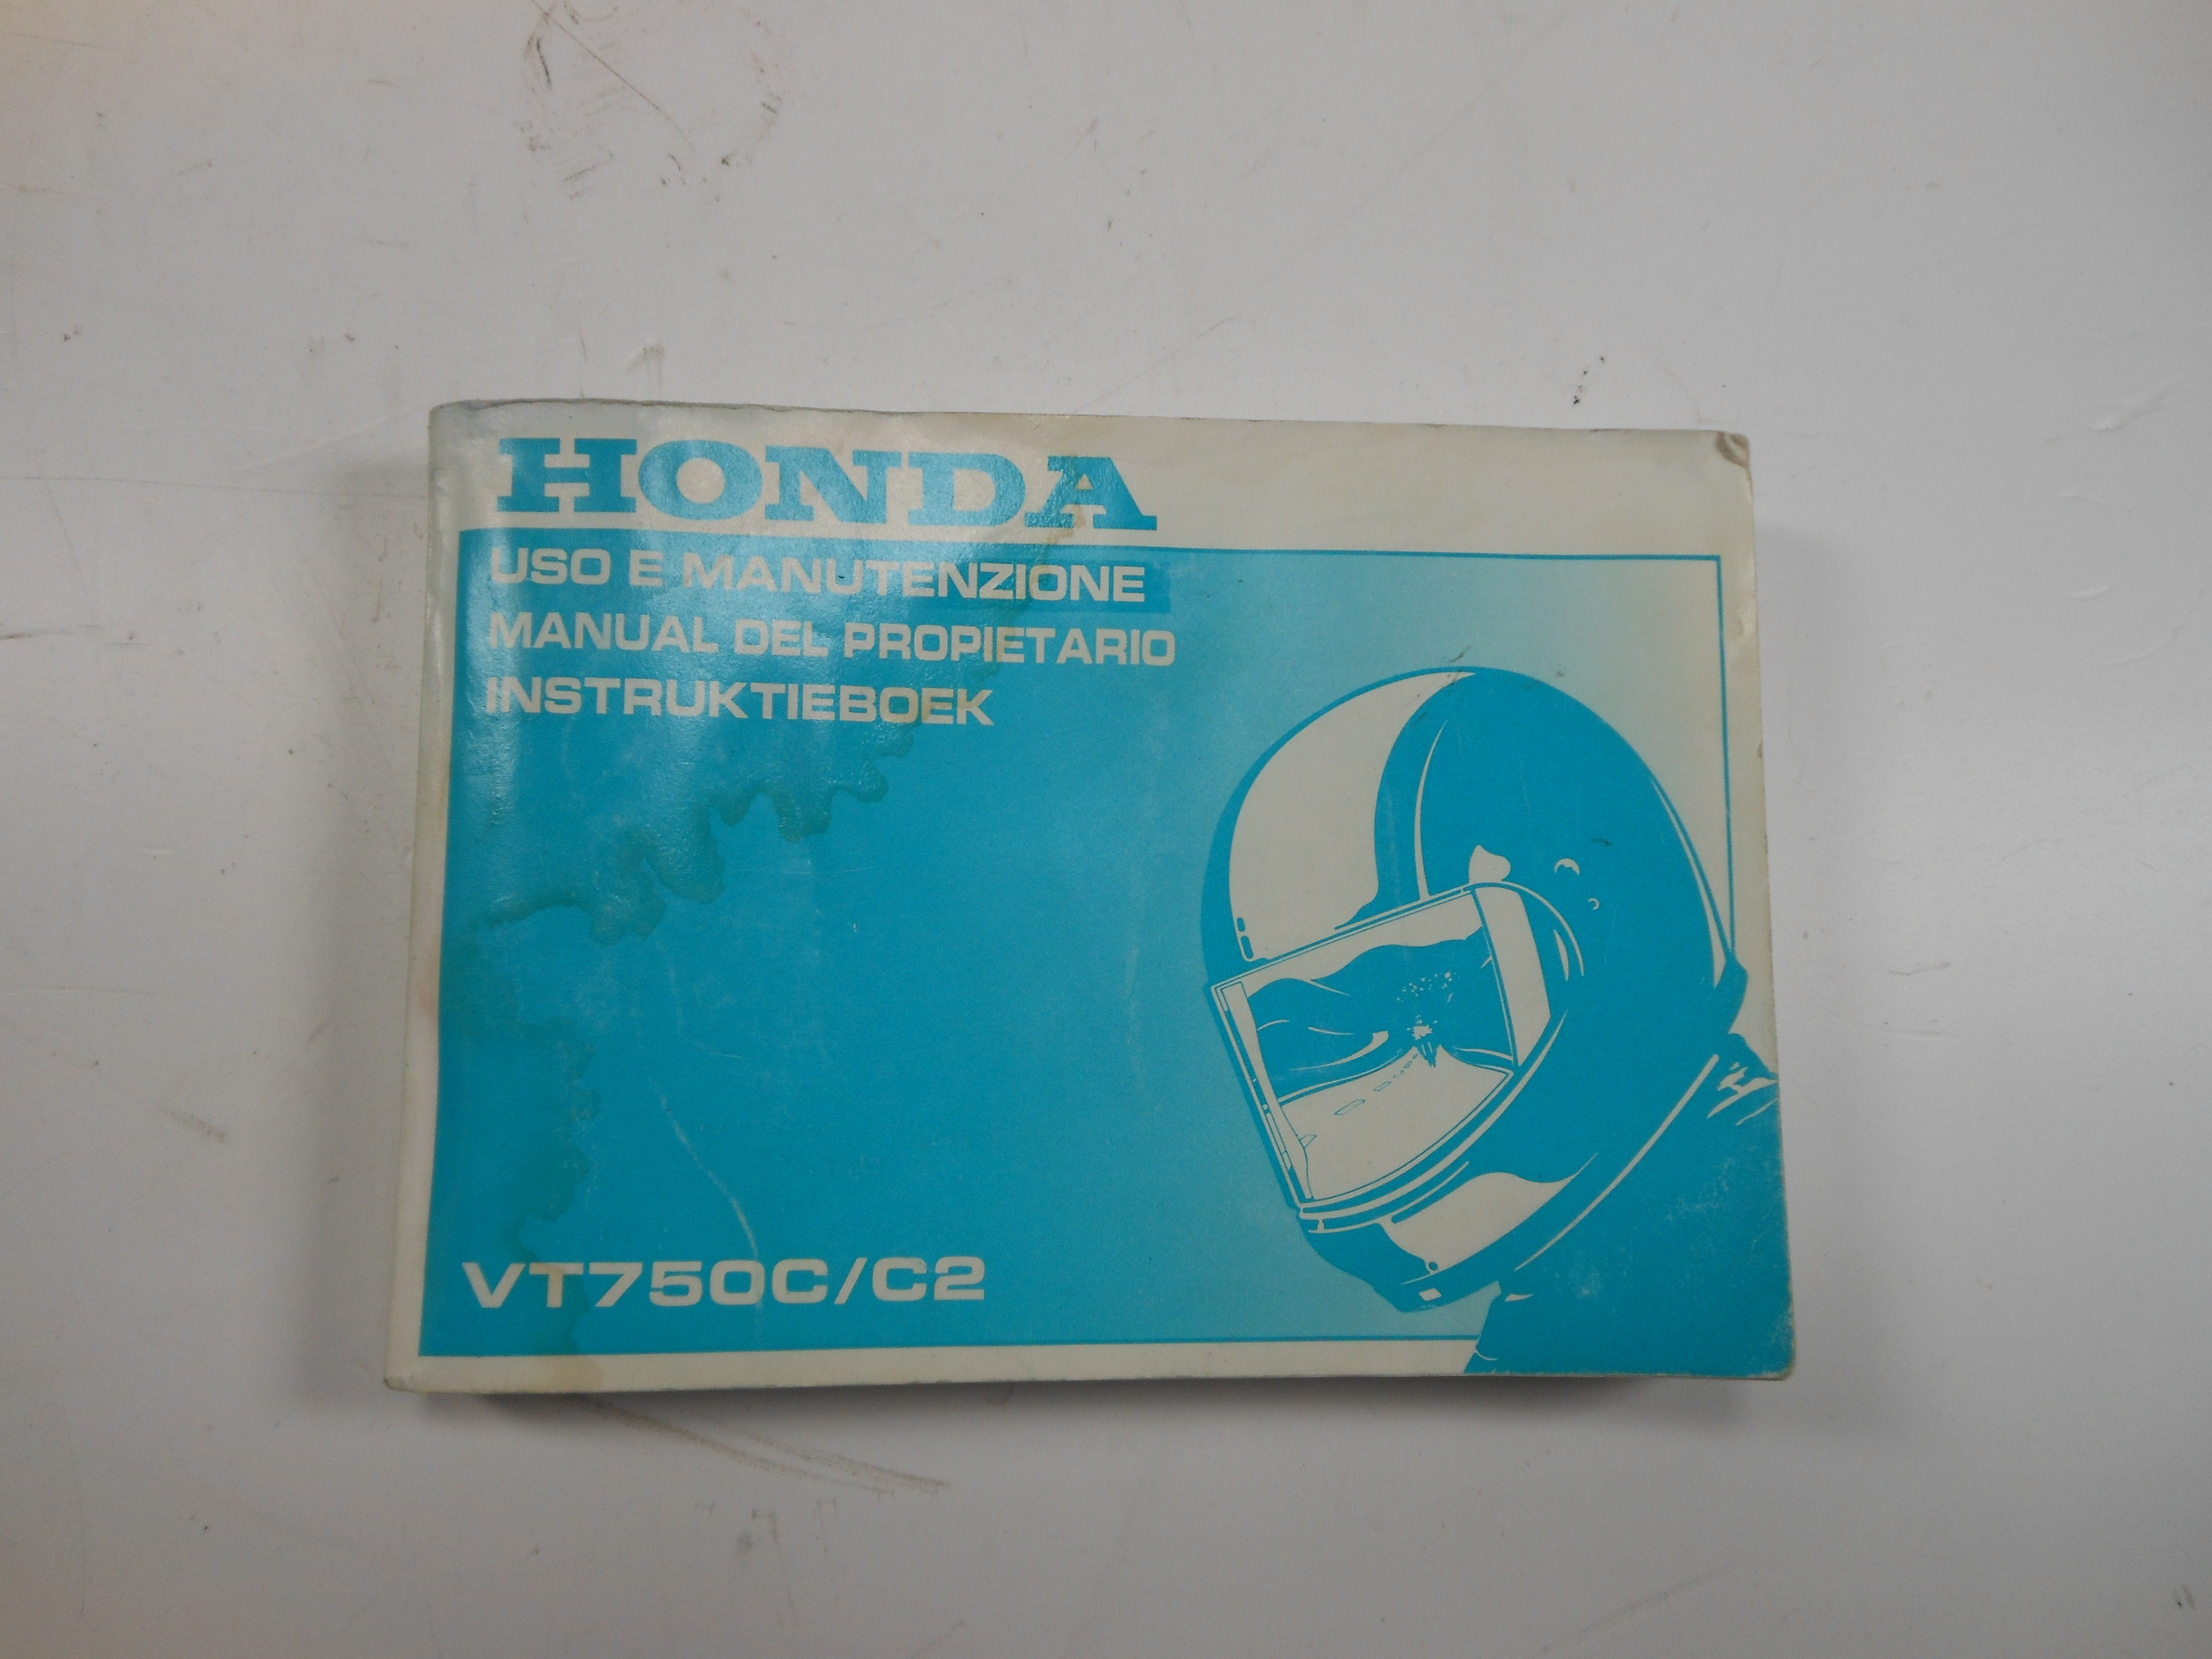 HONDA
USO E MANUTENZIONE
MANUAL DEL PROPIETARIO
INSTRUKTIEBOEK
VT750C/C2